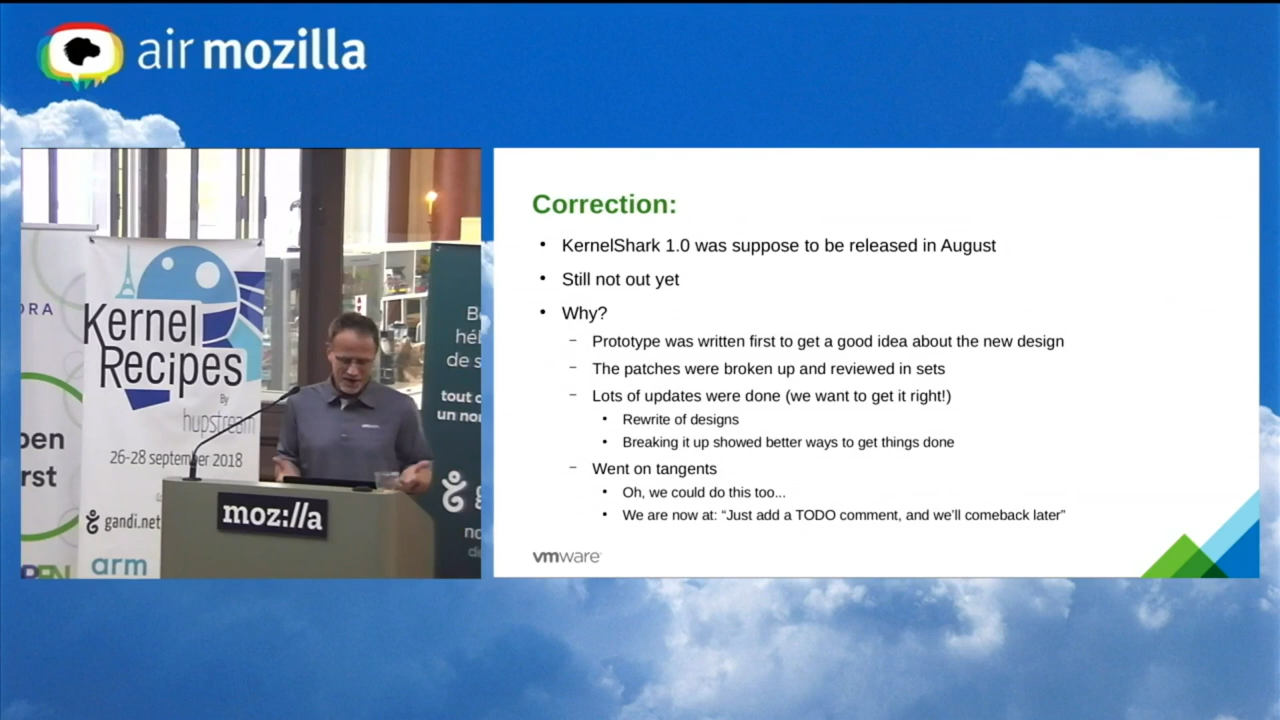 air mozilla
Correction:
• KernelShark 1.0 was suppose to be released in August
• Still not out yet
• Why?
– Prototype was written first to get a good idea about the new design
– The patches were broken up and reviewed in sets
– Lots of updates were done (we want to get it right!)
• Rewrite of designs
• Breaking it up showed better ways to get things done
– Went on tangents
• Oh, we could do this too...
• We are now at: “Just add a TODO comment, and we’ll comeback later”
vmware
Kernel
Recipes
By
hupstream
26-28 september 2018
gandi.net
arm
moz://a
tout
de s